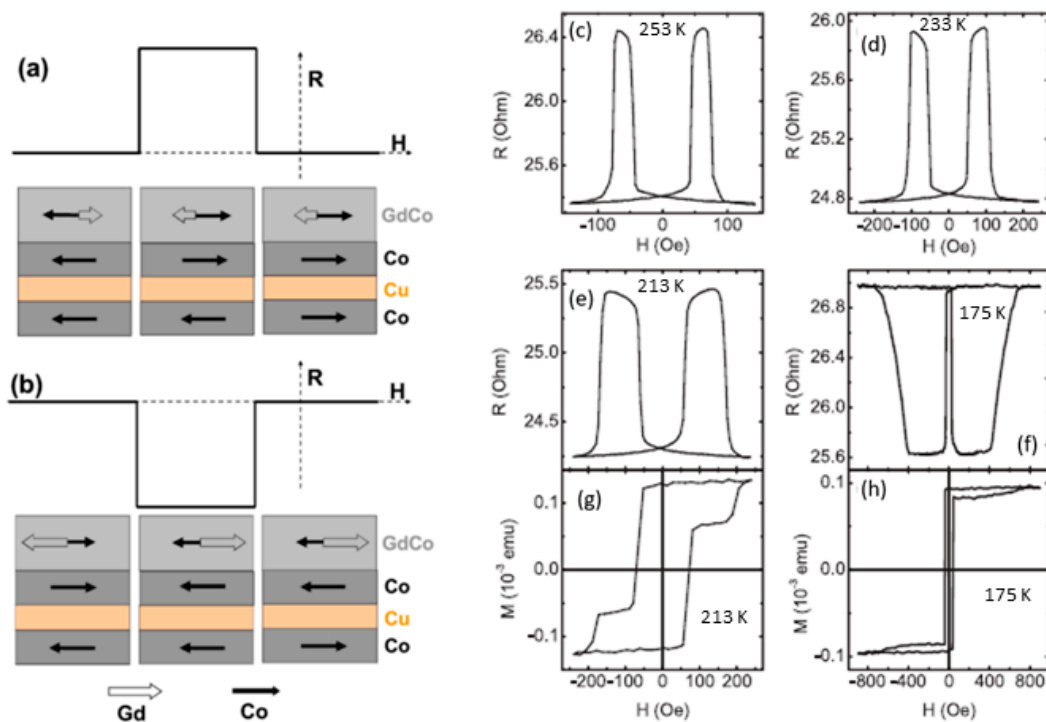 (a)
R
H
GdCo
Co
Cu
Co
(b)
R
H
GdCo
Co
Cu
Co
Gd
Co
(c)
253 K
26.4
26.0
25.6
R (Ohm)
-100 0 100
H (Oe)
(d)
233 K
26.0
25.6
25.2
24.8
R (Ohm)
-200 -100 0 100 200
H (Oe)
(e)
213 K
25.5
25.0
24.5
R (Ohm)
(f)
175 K
26.8
26.4
26.0
25.6
R (Ohm)
(g)
213 K
0.1
0.0
-0.1
M (10⁻³ emu)
-200 -100 0 100 200
H (Oe)
(h)
175 K
0.1
0.0
-0.1
M (10⁻³ emu)
-800 -400 0 400 800
H (Oe)